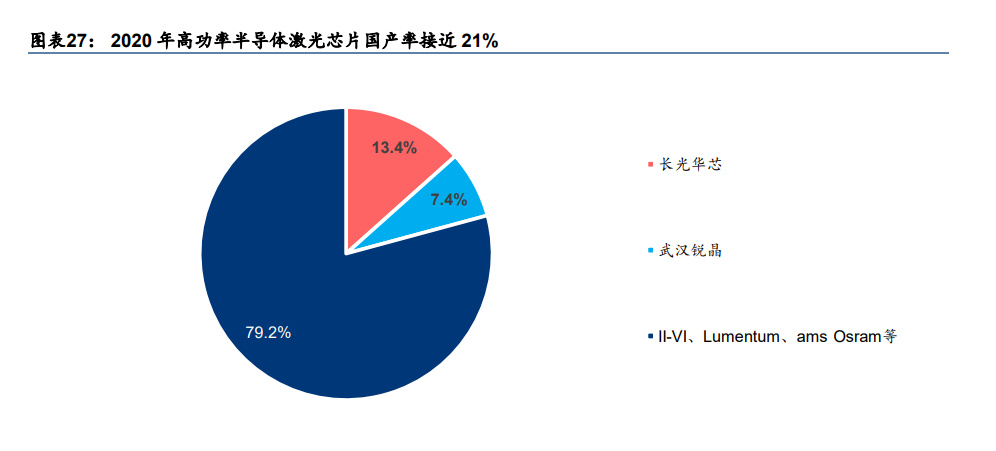 图表27： 2020 年高功率半导体激光芯片国产率接近 21%
13.4%
7.4%
79.2%
长光华芯
武汉锐晶
II-VI、Lumentum、ams Osram等